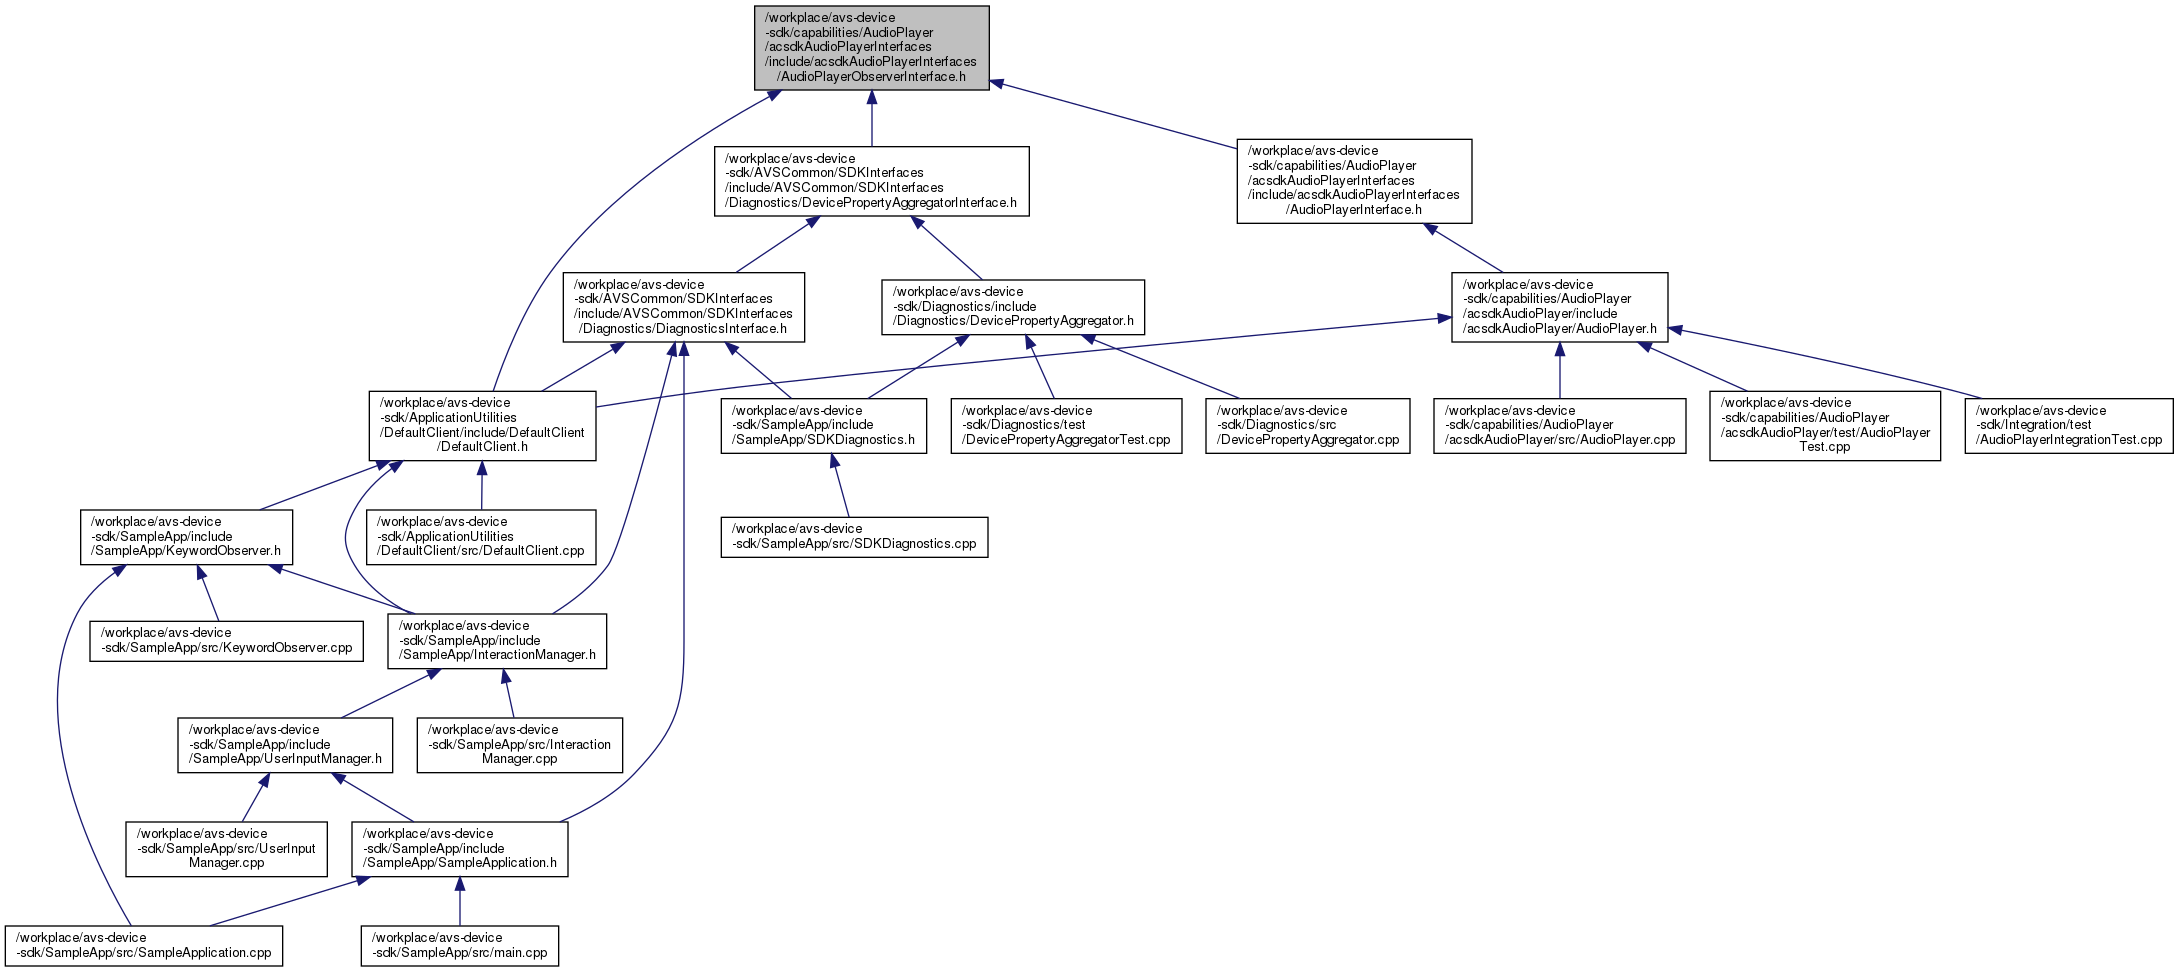 /workplace/avs-device
-sdk/capabilities/AudioPlayer
/acsdkAudioPlayerInterfaces
/include/acsdkAudioPlayerInterfaces
/AudioPlayerObserverInterface.h
/workplace/avs-device
-sdk/AVSCommon/SDKInterfaces
/include/AVSCommon/SDKInterfaces
/Diagnostics/DevicePropertyAggregatorInterface.h
/workplace/avs-device
-sdk/capabilities/AudioPlayer
/acsdkAudioPlayerInterfaces
/include/acsdkAudioPlayerInterfaces
/AudioPlayerInterface.h
/workplace/avs-device
-sdk/AVSCommon/SDKInterfaces
/include/AVSCommon/SDKInterfaces
/Diagnostics/DiagnosticsInterface.h
/workplace/avs-device
-sdk/Diagnostics/include
/Diagnostics/DevicePropertyAggregator.h
/workplace/avs-device
-sdk/capabilities/AudioPlayer
/acsdkAudioPlayer/include
/acsdkAudioPlayer/AudioPlayer.h
/workplace/avs-device
-sdk/ApplicationUtilities
/DefaultClient/include/DefaultClient
/DefaultClient.h
/workplace/avs-device
-sdk/SampleApp/include
/SampleApp/SDKDiagnostics.h
/workplace/avs-device
-sdk/Diagnostics/test
/DevicePropertyAggregatorTest.cpp
/workplace/avs-device
-sdk/Diagnostics/src
/DevicePropertyAggregator.cpp
/workplace/avs-device
-sdk/capabilities/AudioPlayer
/acsdkAudioPlayer/src/AudioPlayer.cpp
/workplace/avs-device
-sdk/capabilities/AudioPlayer
/acsdkAudioPlayer/test/AudioPlayer
Test.cpp
/workplace/avs-device
-sdk/Integration/test
/AudioPlayerIntegrationTest.cpp
/workplace/avs-device
-sdk/SampleApp/include
/SampleApp/KeywordObserver.h
/workplace/avs-device
-sdk/ApplicationUtilities
/DefaultClient/src/DefaultClient.cpp
/workplace/avs-device
-sdk/SampleApp/src/SDKDiagnostics.cpp
/workplace/avs-device
-sdk/SampleApp/src/KeywordObserver.cpp
/workplace/avs-device
-sdk/SampleApp/include
/SampleApp/InteractionManager.h
/workplace/avs-device
-sdk/SampleApp/include
/SampleApp/UserInputManager.h
/workplace/avs-device
-sdk/SampleApp/src/Interaction
Manager.cpp
/workplace/avs-device
-sdk/SampleApp/src/UserInput
Manager.cpp
/workplace/avs-device
-sdk/SampleApp/include
/SampleApp/SampleApplication.h
/workplace/avs-device
-sdk/SampleApp/src/SampleApplication.cpp
/workplace/avs-device
-sdk/SampleApp/src/main.cpp